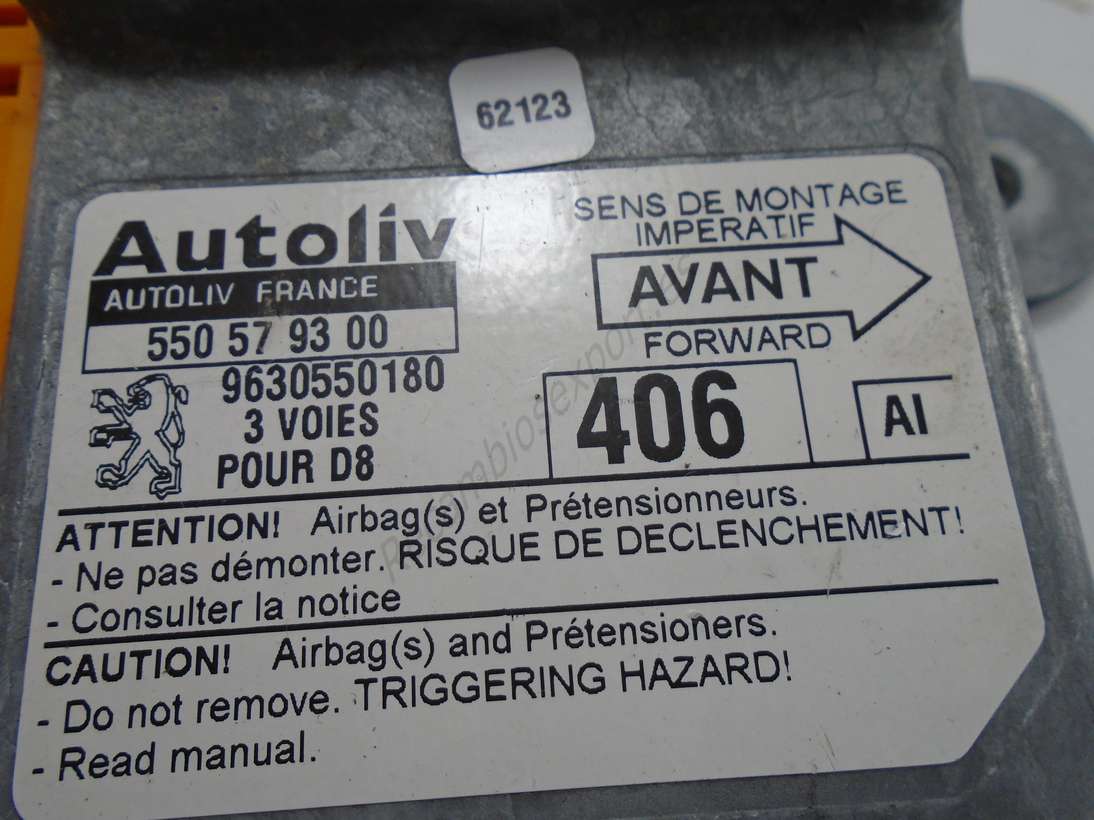 62123
Autoliv
AUTOLIV FRANCE
550 57 93 00
9630550180
3 VOIES
POUR D8
SENS DE MONTAGE
IMPERATIF
AVANT
FORWARD
406
AI
ATTENTION! Airbag(s) et Prétensionneurs.
- Ne pas démonter. RISQUE DE DECLENCHEMENT!
- Consulter la notice
CAUTION! Airbag(s) and Prétensioners.
- Do not remove. TRIGGERING HAZARD!
- Read manual.